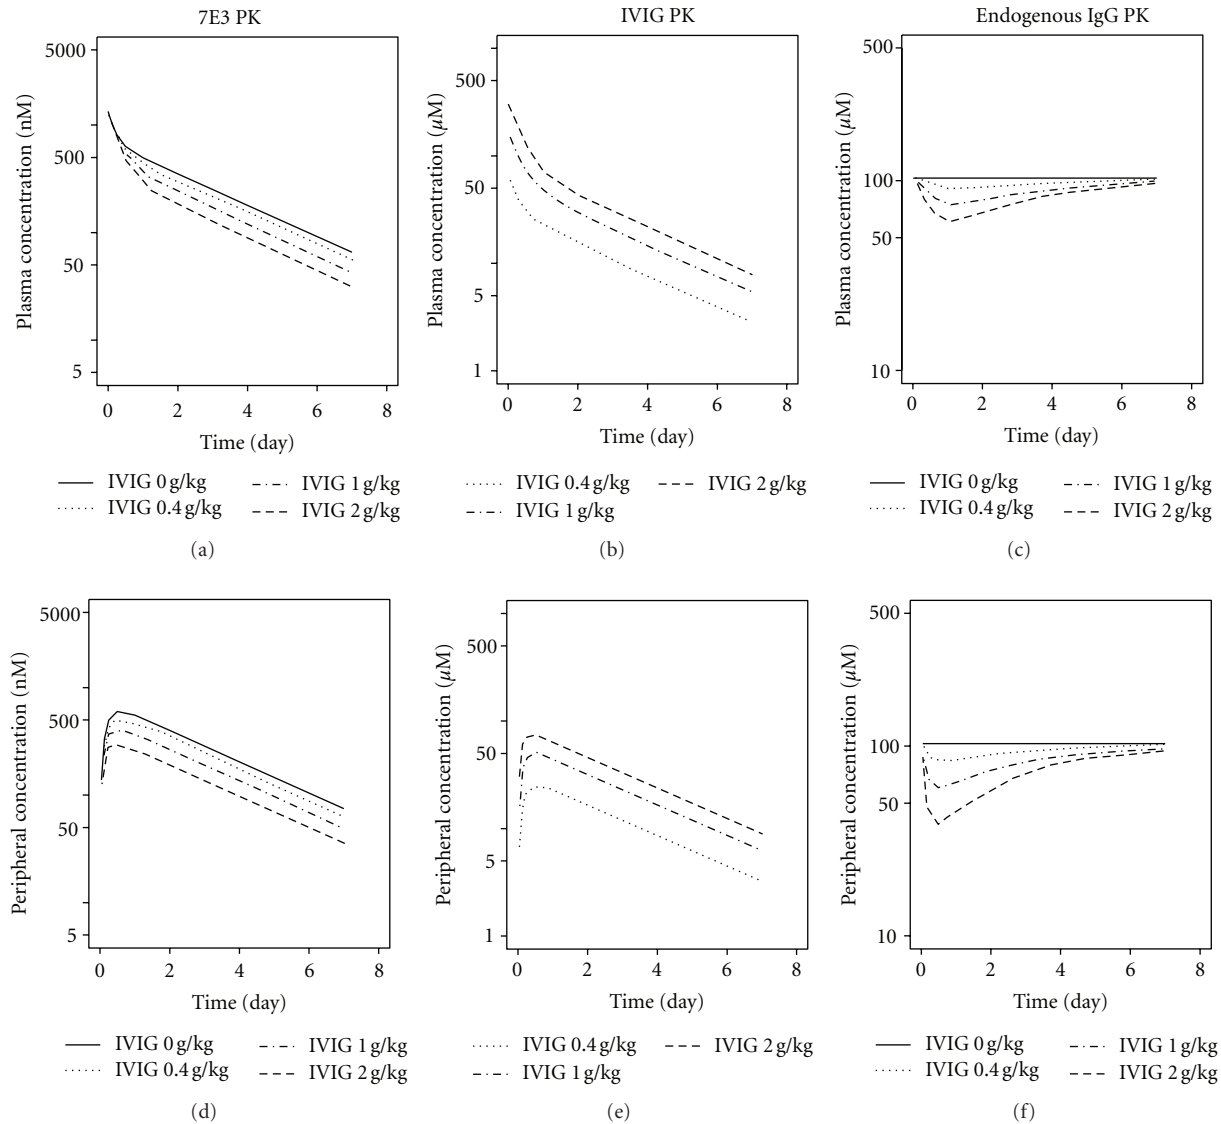 7E3 PK
Plasma concentration (nM)
5000
500
50
5
0 2 4 6 8
Time (day)
IVIG 0 g/kg
IVIG 0.4 g/kg
IVIG 1 g/kg
IVIG 2 g/kg
(a)
IVIG PK
Plasma concentration (μM)
500
50
5
1
0 2 4 6 8
Time (day)
IVIG 0.4 g/kg
IVIG 1 g/kg
IVIG 2 g/kg
(b)
Endogenous IgG PK
Plasma concentration (μM)
500
100
50
10
0 2 4 6 8
Time (day)
IVIG 0 g/kg
IVIG 0.4 g/kg
IVIG 1 g/kg
IVIG 2 g/kg
(c)
Peripheral concentration (nM)
5000
500
50
5
0 2 4 6 8
Time (day)
IVIG 0 g/kg
IVIG 0.4 g/kg
IVIG 1 g/kg
IVIG 2 g/kg
(d)
Peripheral concentration (μM)
500
50
5
1
0 2 4 6 8
Time (day)
IVIG 0.4 g/kg
IVIG 1 g/kg
IVIG 2 g/kg
(e)
Peripheral concentration (μM)
500
100
50
10
0 2 4 6 8
Time (day)
IVIG 0 g/kg
IVIG 0.4 g/kg
IVIG 1 g/kg
IVIG 2 g/kg
(f)